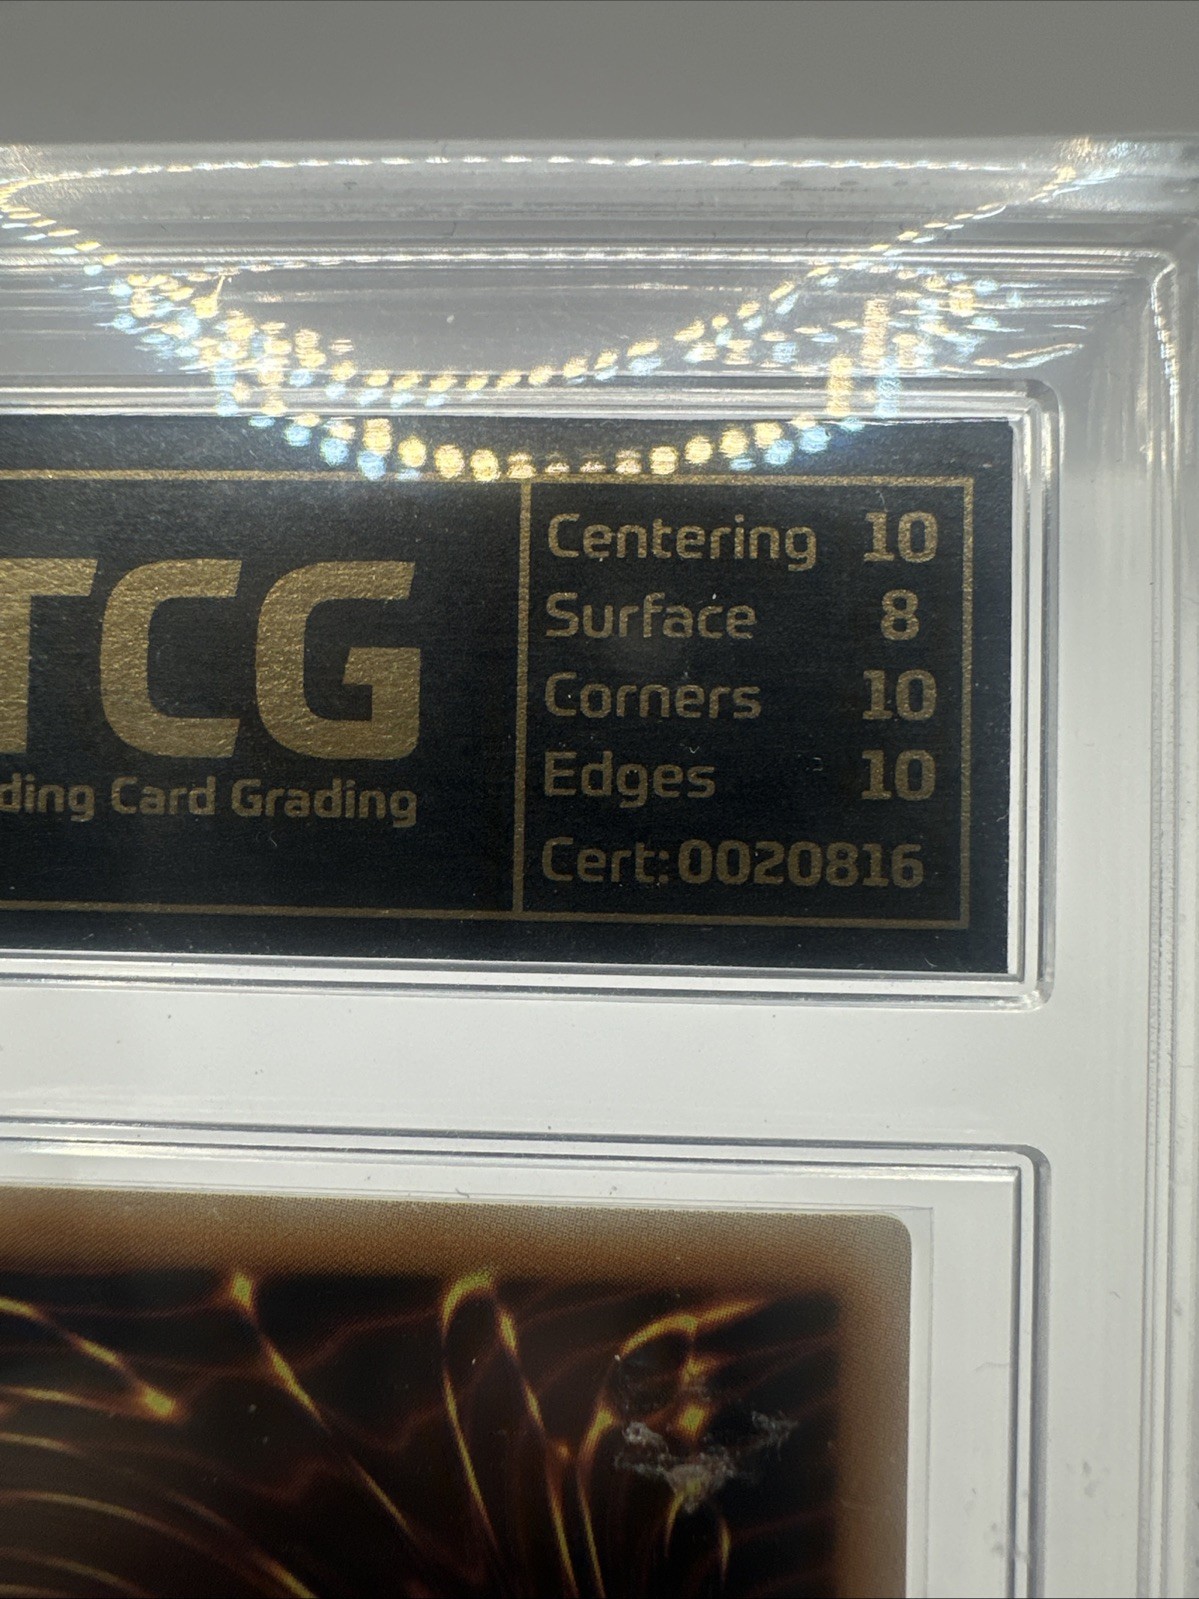 TCG
ding Card Grading
Centering 10
Surface 8
Corners 10
Edges 10
Cert:0020816